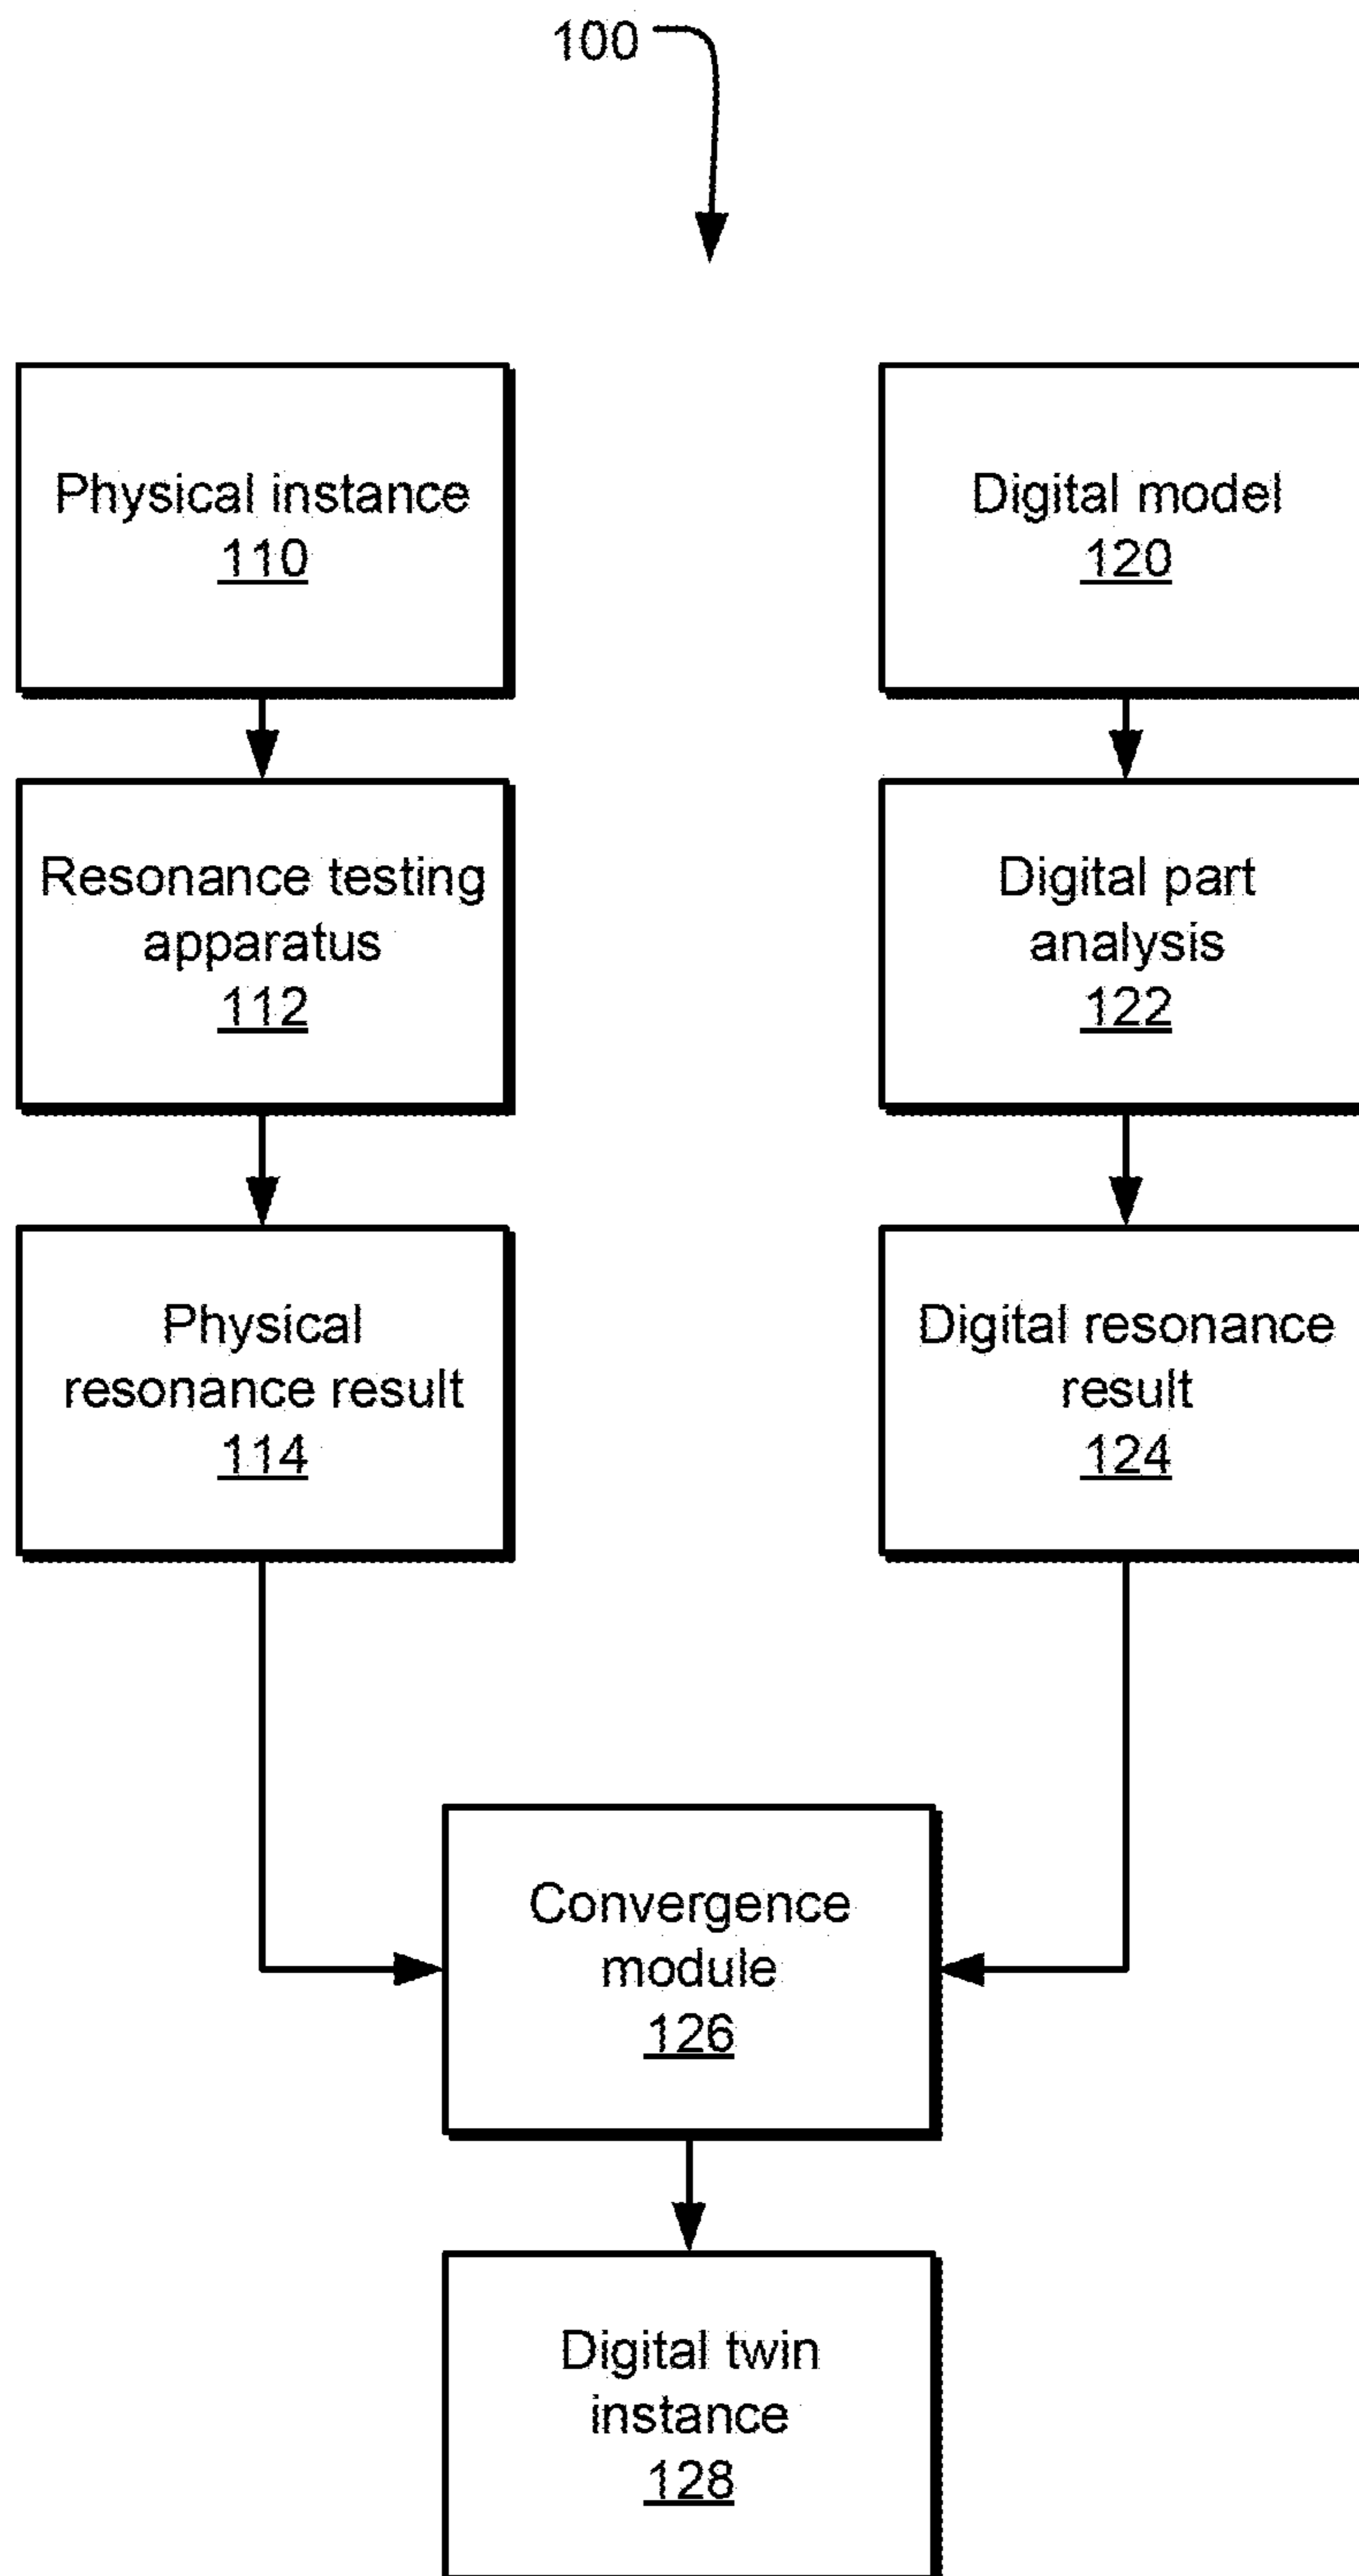 100
Physical instance
110
Digital model
120
Resonance testing
apparatus
112
Digital part
analysis
122
Physical
resonance result
114
Digital resonance
result
124
Convergence
module
126
Digital twin
instance
128